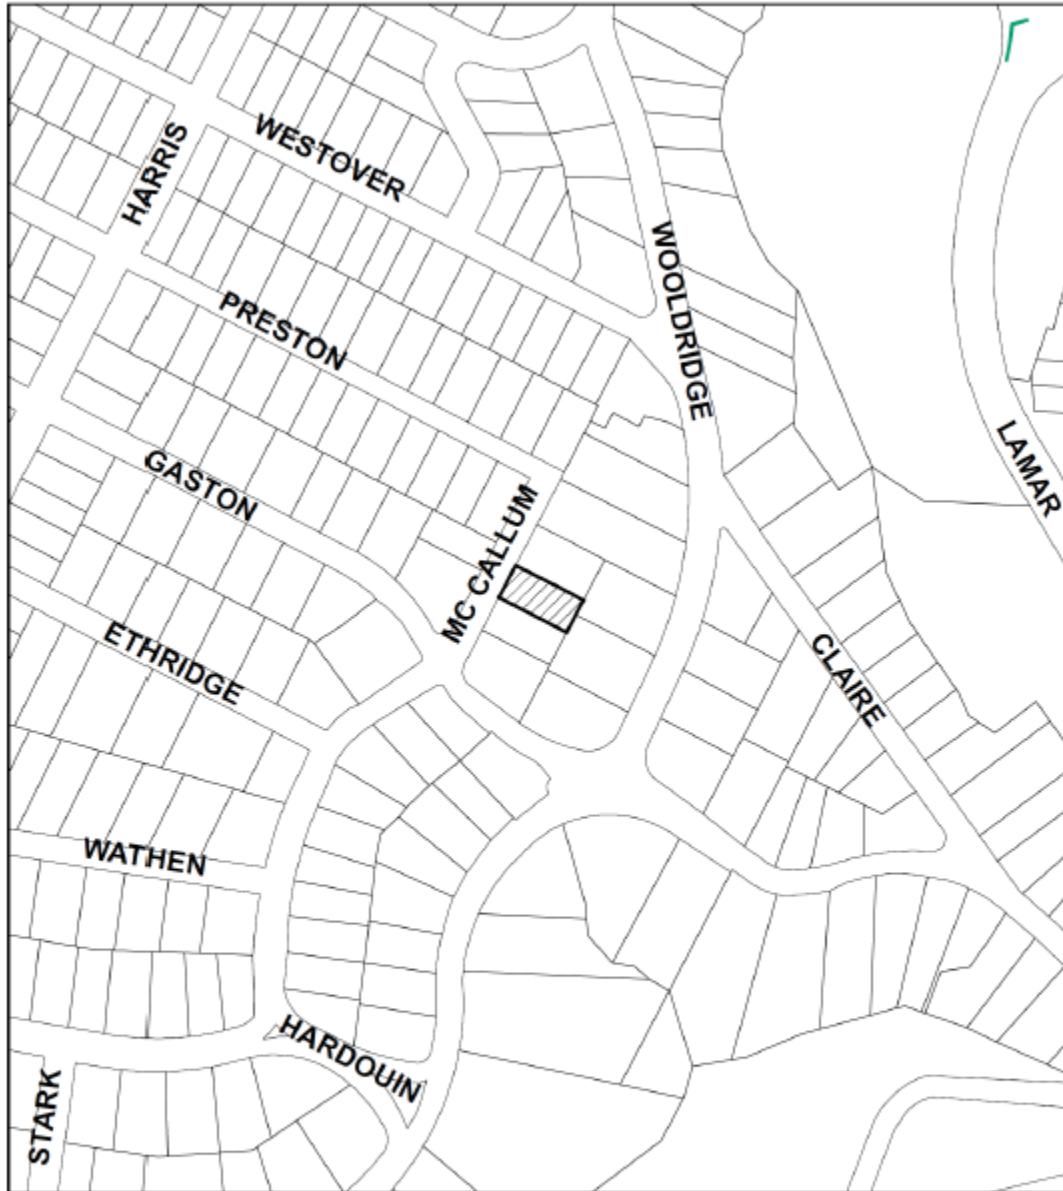 WESTOVER
HARRIS
WOOLDRIDGE
PRESTON
LAMAR
GASTON
MC CALLUM
ETHRIDGE
CLAIRE
WATHEN
HARDOUIN
STARK